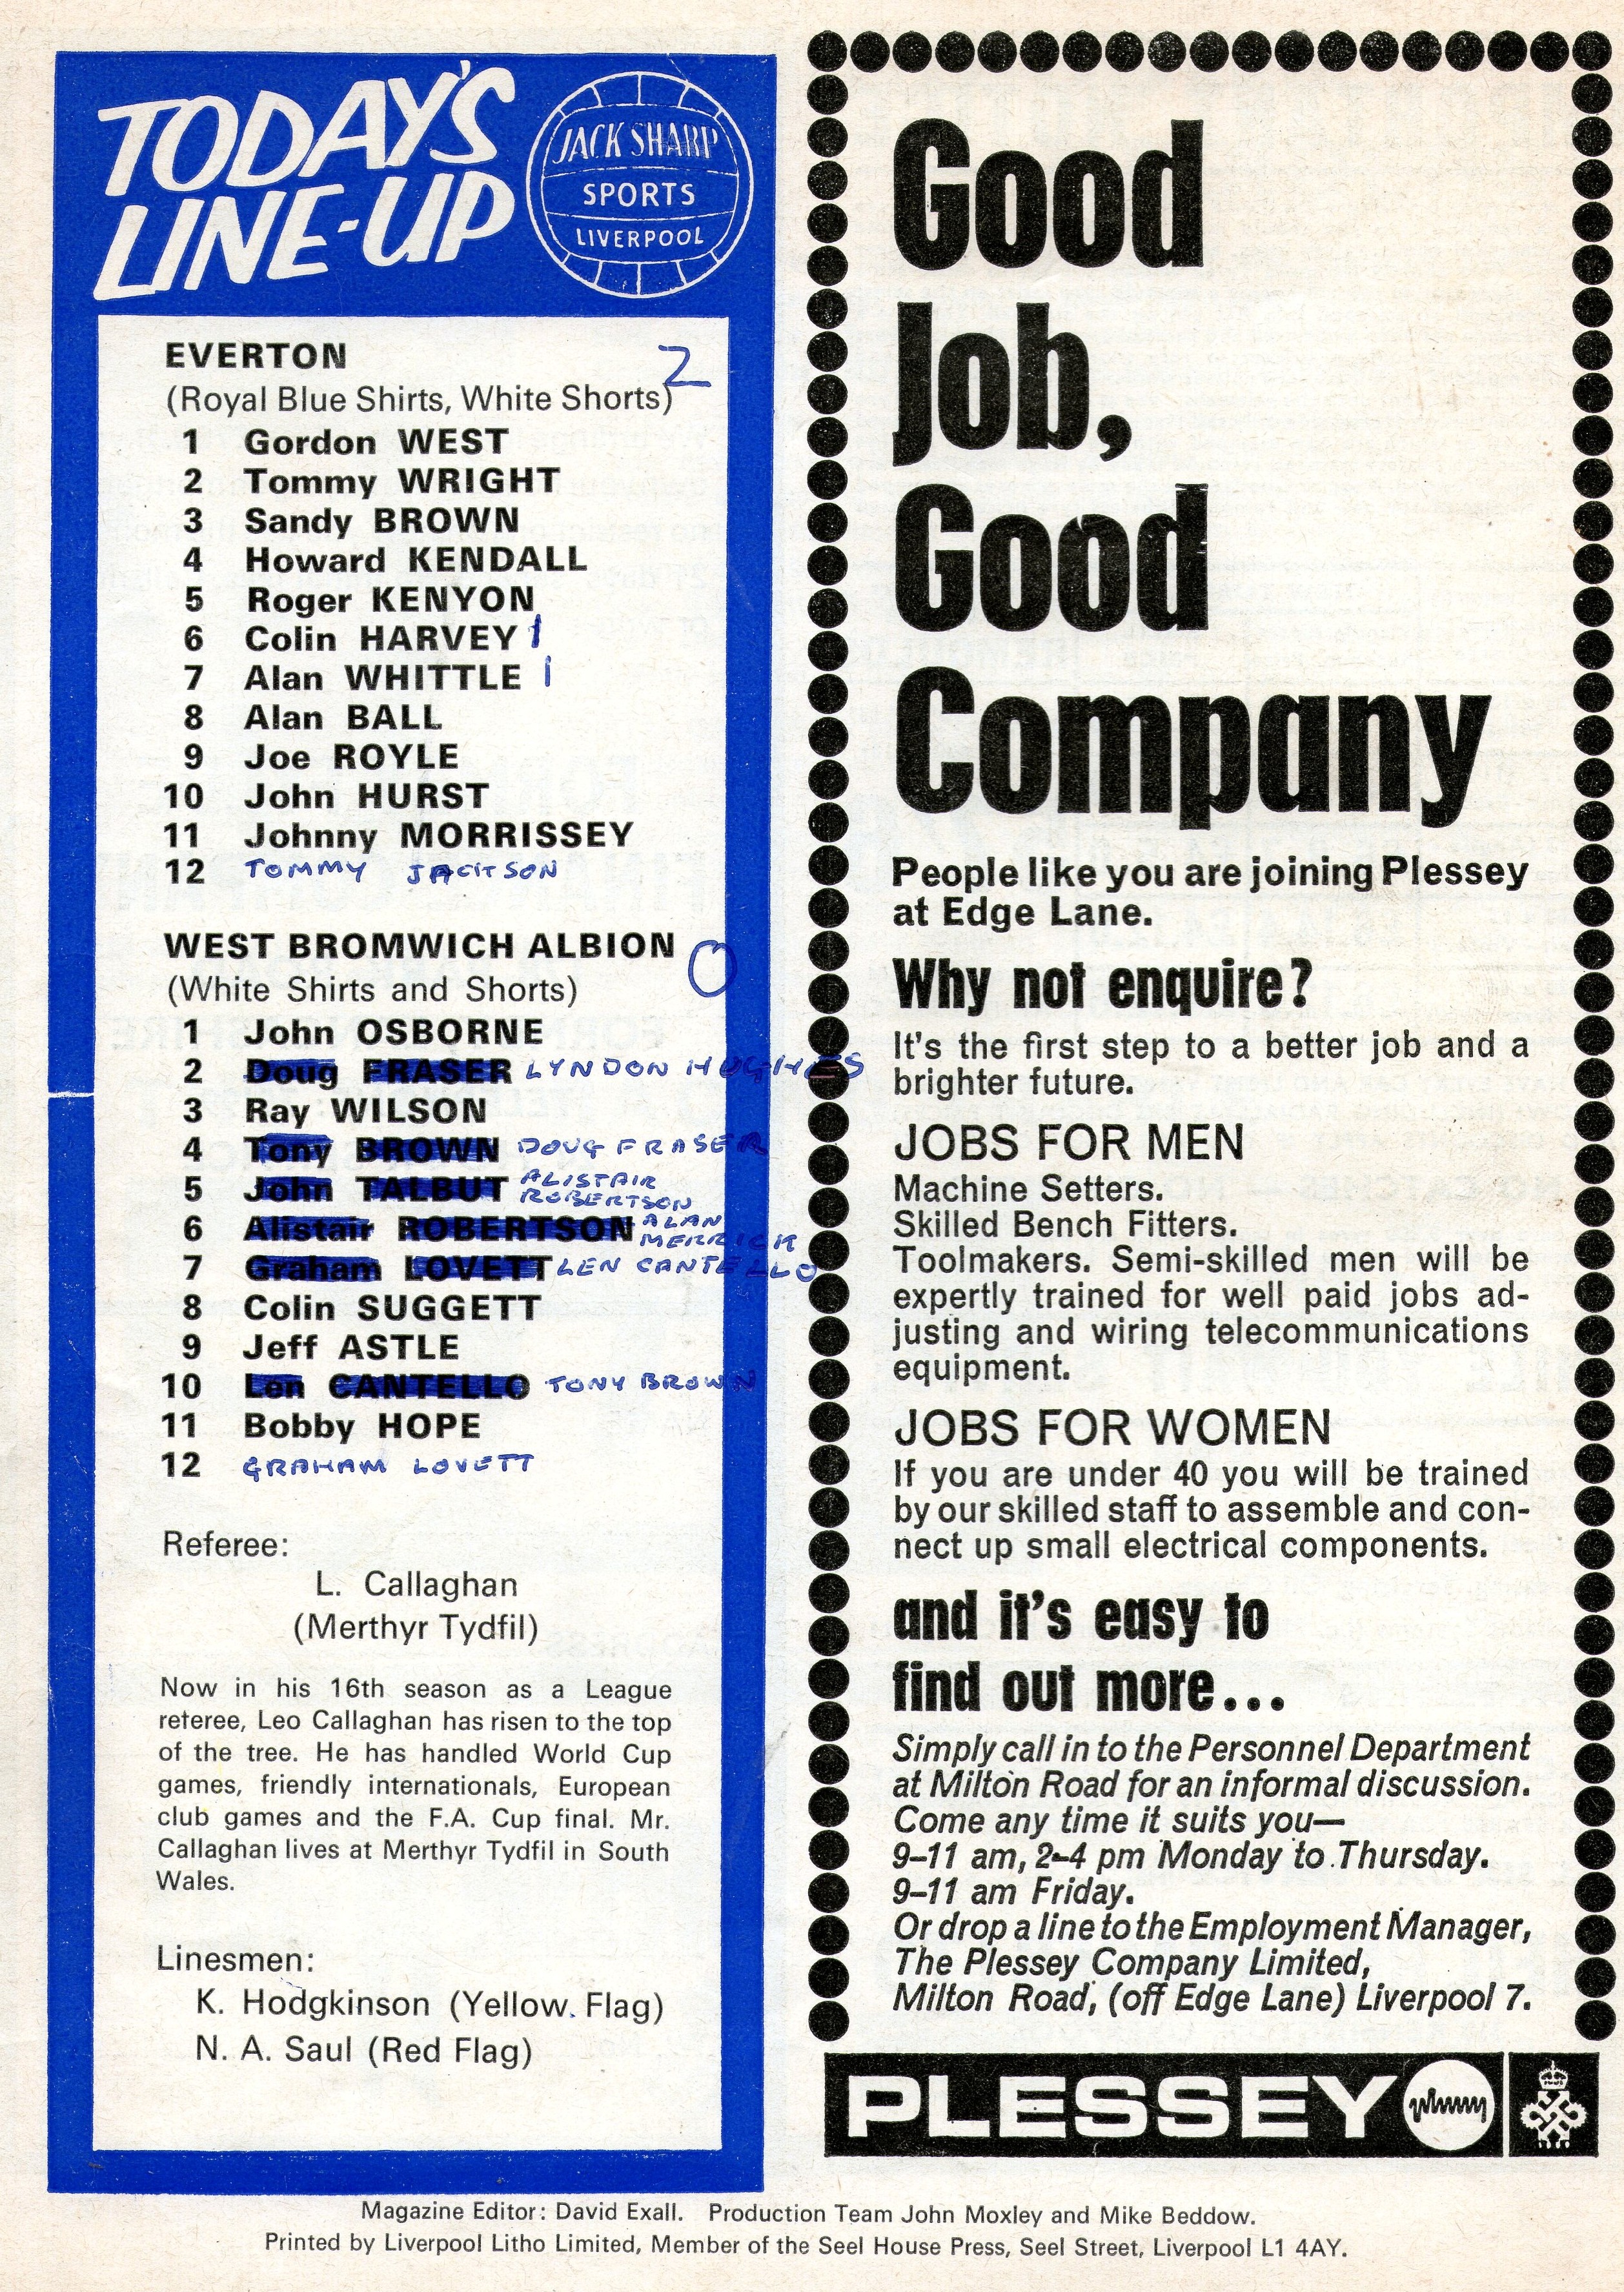 TODAY'S
LINE-UP
JACK SHARP
SPORTS
LIVERPOOL
EVERTON 2
(Royal Blue Shirts, White Shorts)
1 Gordon WEST
2 Tommy WRIGHT
3 Sandy BROWN
4 Howard KENDALL
5 Roger KENYON
6 Colin HARVEY 1
7 Alan WHITTLE 1
8 Alan BALL
9 Joe ROYLE
10 John HURST
11 Johnny MORRISSEY
12 TOMMY JACKSON
WEST BROMWICH ALBION 0
(White Shirts and Shorts)
1 John OSBORNE
2 Doug FRASER LYNDON HUGHES
3 Ray WILSON
4 Tony BROWN DOUG FRASER
5 John TALBUT ALISTAIR
ROBERTSON
6 Alistair ROBERTSON ALAN
MERRICK
7 Graham LOVETT LEN CANTELLO
8 Colin SUGGETT
9 Jeff ASTLE
10 Len CANTELLO TONY BROWN
11 Bobby HOPE
12 GRAHAM LOVETT
Referee:
L. Callaghan
(Merthyr Tydfil)
Now in his 16th season as a League
reteree, Leo Callaghan has risen to the top
of the tree. He has handled World Cup
games, friendly internationals, European
club games and the F.A. Cup final. Mr.
Callaghan lives at Merthyr Tydfil in South
Wales.
Linesmen:
K. Hodgkinson (Yellow Flag)
N. A. Saul (Red Flag)
Good
Job,
Good
Company
People like you are joining Plessey
at Edge Lane.
Why not enquire?
It's the first step to a better job and a
brighter future.
JOBS FOR MEN
Machine Setters.
Skilled Bench Fitters.
Toolmakers. Semi-skilled men will be
expertly trained for well paid jobs ad-
justing and wiring telecommunications
equipment.
JOBS FOR WOMEN
If you are under 40 you will be trained
by our skilled staff to assemble and con-
nect up small electrical components.
and it's easy to
find out more...
Simply call in to the Personnel Department
at Milton Road for an informal discussion.
Come any time it suits you—
9–11 am, 2–4 pm Monday to Thursday.
9–11 am Friday.
Or drop a line to the Employment Manager,
The Plessey Company Limited,
Milton Road, (off Edge Lane) Liverpool 7.
PLESSEY
Magazine Editor: David Exall. Production Team John Moxley and Mike Beddow.
Printed by Liverpool Litho Limited, Member of the Seel House Press, Seel Street, Liverpool L1 4AY.